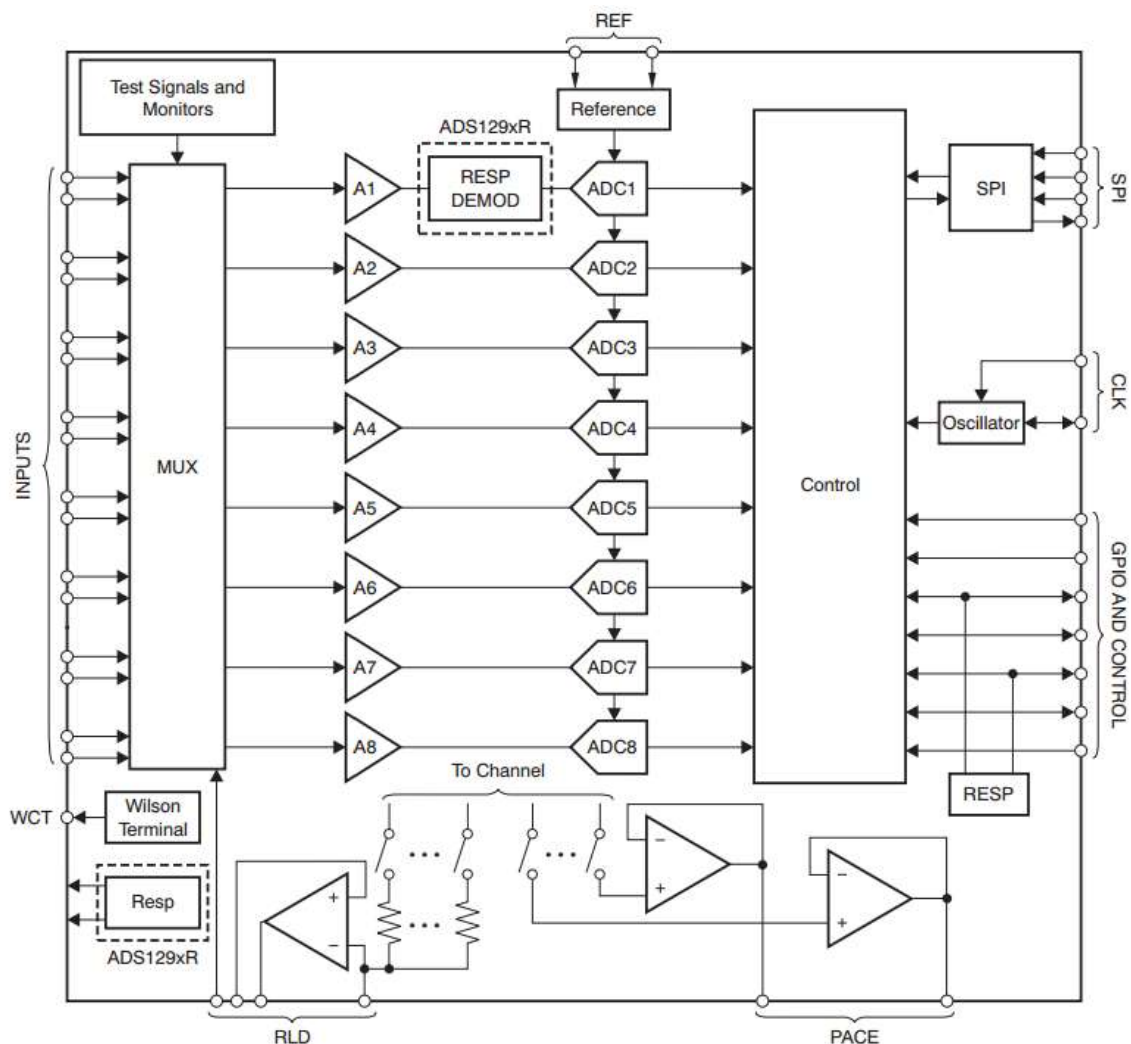 REF
Test Signals and
Monitors
Reference
ADS129xR
RESP
DEMOD
A1
ADC1
SPI
SPI
A2
ADC2
A3
ADC3
CLK
Oscillator
A4
ADC4
INPUTS
MUX
Control
A5
ADC5
A6
ADC6
GPIO AND CONTROL
A7
ADC7
A8
ADC8
To Channel
RESP
WCT
Wilson
Terminal
Resp
ADS129xR
+
−
−
+
−
+
RLD
PACE